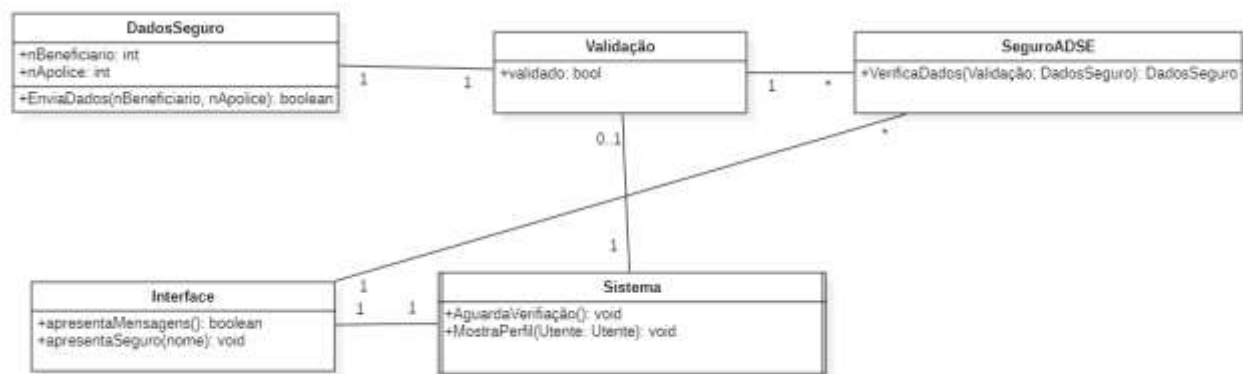 DadosSeguro
+nBeneficiario: int
+nApolice: int
+EnviaDados(nBeneficiario, nApolice): boolean
1
1
Validação
+validado: bool
1
*
SeguroADSE
+VerificaDados(Validação: DadosSeguro): DadosSeguro
*
0..1
1
Interface
+apresentaMensagens(): boolean
+apresentaSeguro(nome): void
1
1
1
Sistema
+AguardaVerifiação(): void
+MostraPerfil(Utente: Utente): void